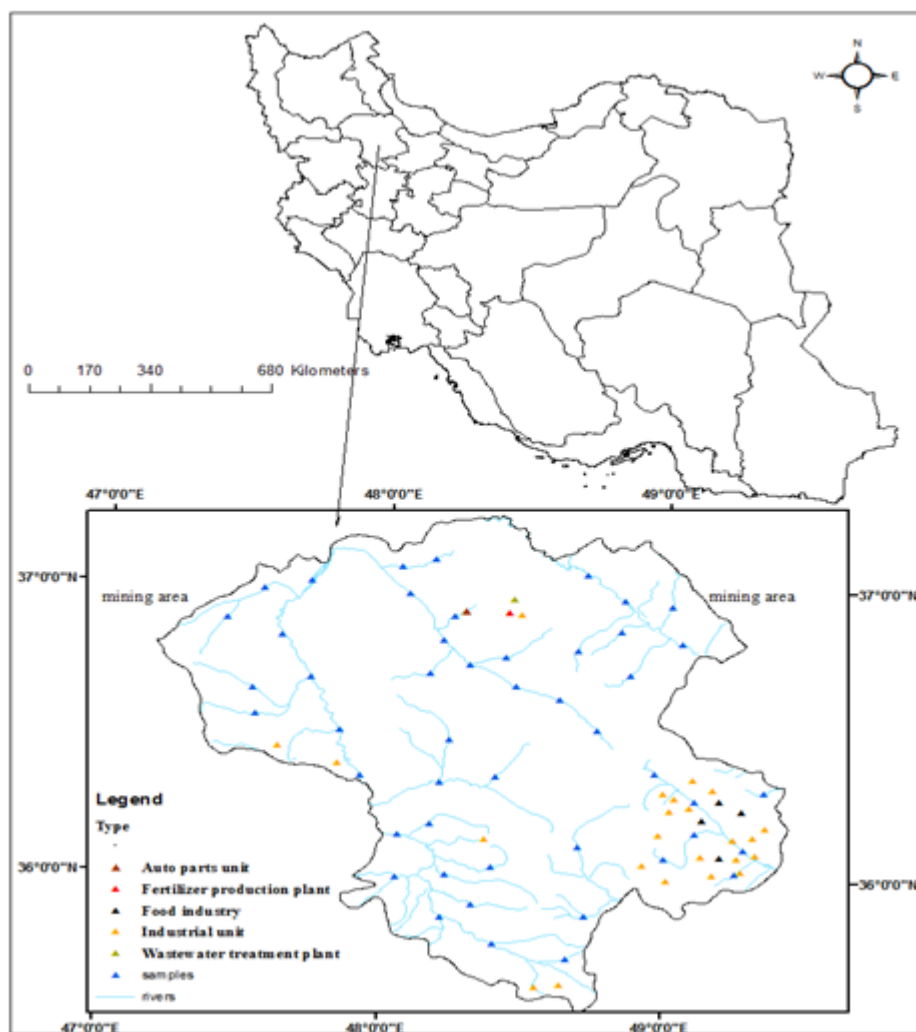 N
W E
S
0 170 340 680 Kilometers
47°0'0"E 48°0'0"E 49°0'0"E
37°0'0"N 37°0'0"N
mining area mining area
Legend
Type
Auto parts unit
Fertilizer production plant
Food industry
Industrial unit
Wastewater treatment plant
samples
rivers
36°0'0"N 36°0'0"N
47°0'0"E 48°0'0"E 49°0'0"E